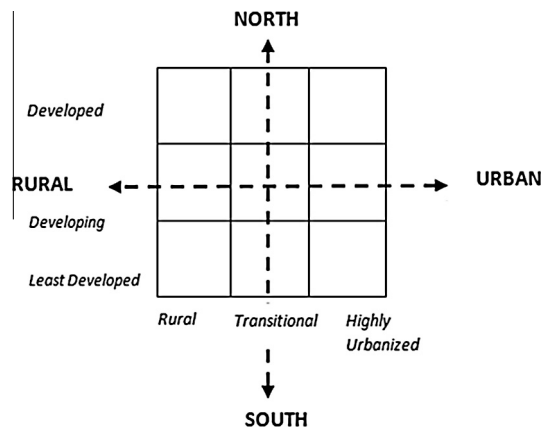 NORTH
Developed
RURAL
URBAN
Developing
Least Developed
Rural
Transitional
Highly
Urbanized
SOUTH